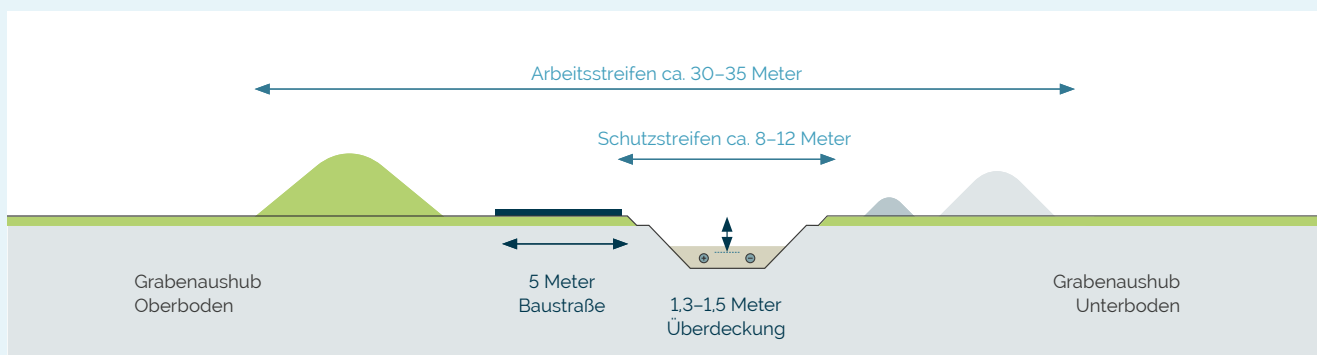 Arbeitsstreifen ca. 30–35 Meter
Schutzstreifen ca. 8–12 Meter
Grabenaushub
Oberboden
5 Meter
Baustraße
1,3–1,5 Meter
Überdeckung
Grabenaushub
Unterboden